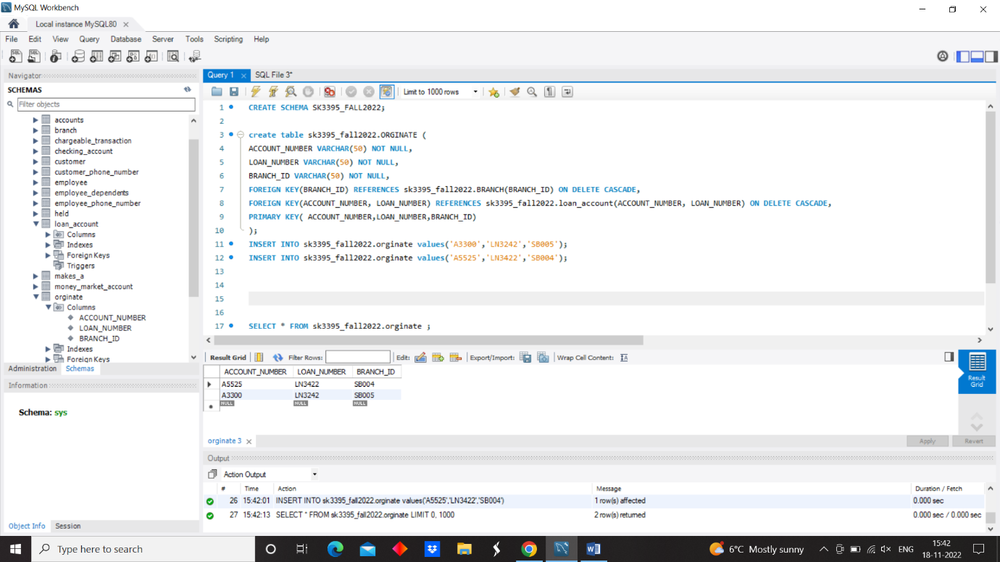 MySQL Workbench
Local instance MySQL80
File Edit View Query Database Server Tools Scripting Help
Navigator
SCHEMAS
Filter objects
accounts
branch
chargeable_transaction
checking_account
customer
customer_phone_number
employee
employee_dependents
employee_phone_number
held
loan_account
Columns
Indexes
Foreign Keys
Triggers
makes_a
money_market_account
orginate
Columns
ACCOUNT_NUMBER
LOAN_NUMBER
BRANCH_ID
Indexes
Foreign Keys
Administration Schemas
Information
Schema: sys
Object Info Session
Query 1 SQL File 3*
Limit to 1000 rows
1 CREATE SCHEMA SK3395_FALL2022;
2
3 create table sk3395_fall2022.ORGINATE (
4 ACCOUNT_NUMBER VARCHAR(50) NOT NULL,
5 LOAN_NUMBER VARCHAR(50) NOT NULL,
6 BRANCH_ID VARCHAR(50) NOT NULL,
7 FOREIGN KEY(BRANCH_ID) REFERENCES sk3395_fall2022.BRANCH(BRANCH_ID) ON DELETE CASCADE,
8 FOREIGN KEY(ACCOUNT_NUMBER, LOAN_NUMBER) REFERENCES sk3395_fall2022.loan_account(ACCOUNT_NUMBER, LOAN_NUMBER) ON DELETE CASCADE,
9 PRIMARY KEY( ACCOUNT_NUMBER,LOAN_NUMBER,BRANCH_ID)
10 );
11 INSERT INTO sk3395_fall2022.orginate values('A3300','LN3242','SB005');
12 INSERT INTO sk3395_fall2022.orginate values('A5525','LN3422','SB004');
13
14
15
16
17 SELECT * FROM sk3395_fall2022.orginate ;
Result Grid Filter Rows: Edit: Export/Import: Wrap Cell Content:
ACCOUNT_NUMBER LOAN_NUMBER BRANCH_ID
A5525 LN3422 SB004
A3300 LN3242 SB005
NULL NULL NULL
Result Grid
orginate 3
Apply Revert
Output
Action Output
# Time Action Message Duration / Fetch
26 15:42:01 INSERT INTO sk3395_fall2022.orginate values('A5525','LN3422','SB004') 1 row(s) affected 0.000 sec
27 15:42:13 SELECT * FROM sk3395_fall2022.orginate LIMIT 0, 1000 2 row(s) returned 0.000 sec / 0.000 sec
Type here to search
6°C Mostly sunny
ENG
15:42
18-11-2022